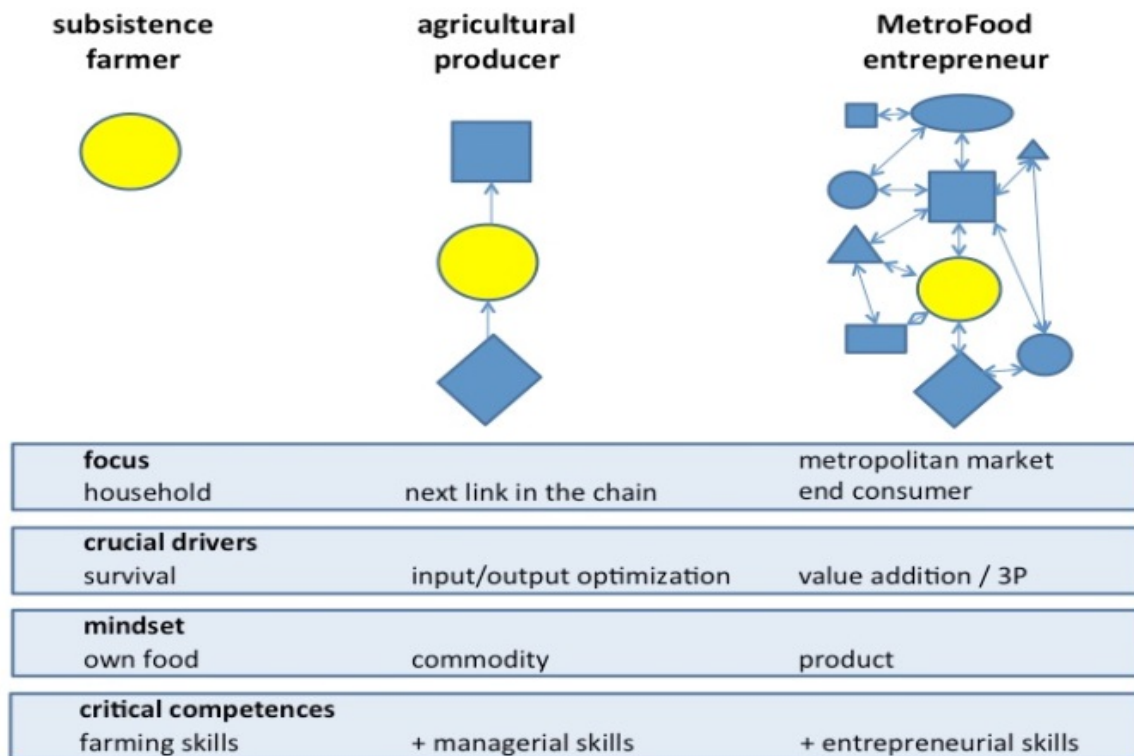 subsistence
farmer
agricultural
producer
MetroFood
entrepreneur
focus
household
next link in the chain
metropolitan market
end consumer
crucial drivers
survival
input/output optimization
value addition / 3P
mindset
own food
commodity
product
critical competences
farming skills
+ managerial skills
+ entrepreneurial skills